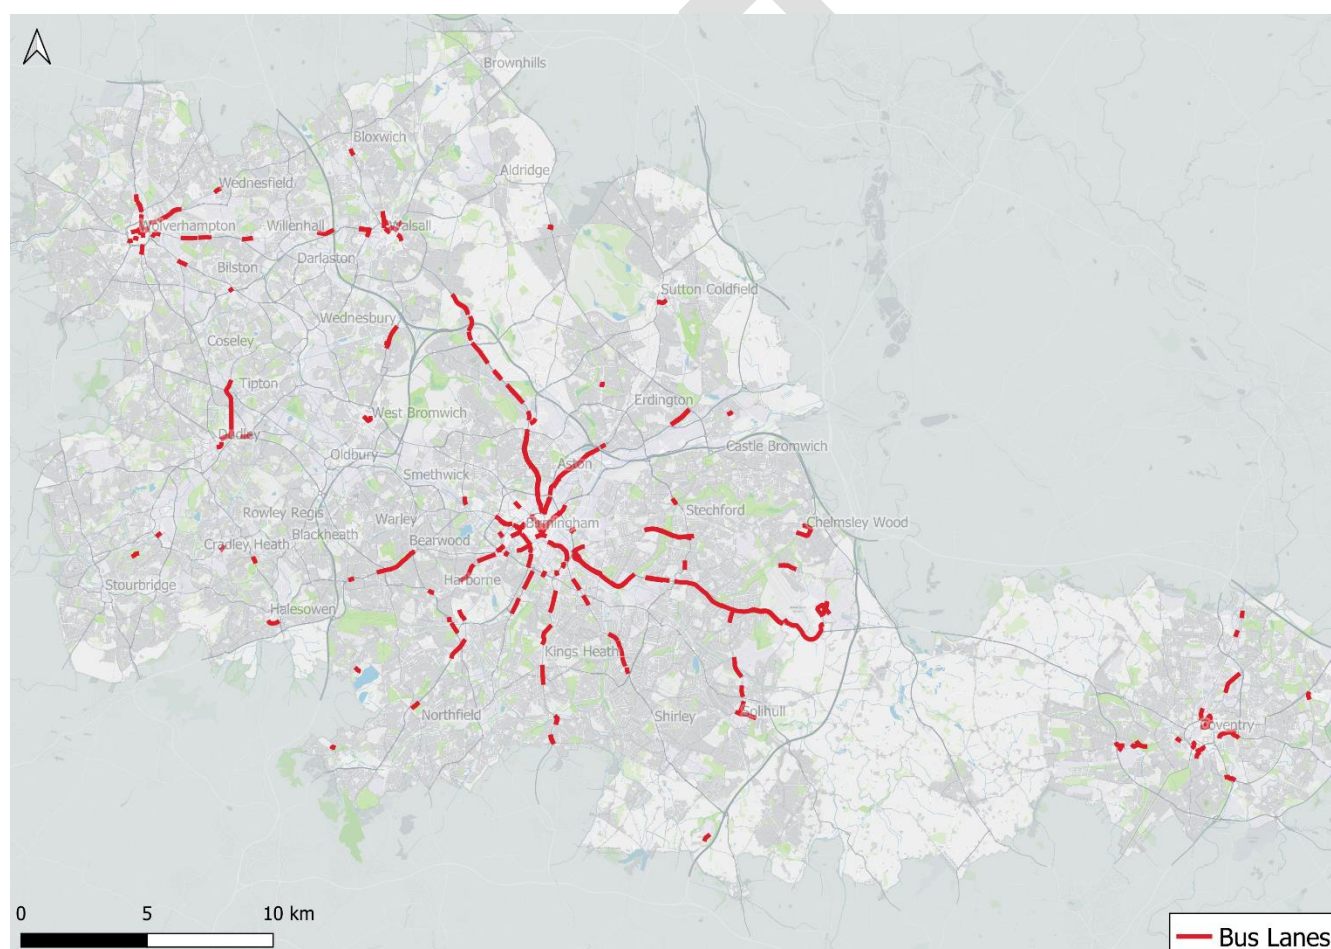 Brownhills
Bloxwich
Aldridge
Wednesfield
Wolverhampton
Willenhall
Walsall
Bilston
Darlaston
Sutton Coldfield
Wednesbury
Coseley
Tipton
Erdington
West Bromwich
Dudley
Castle Bromwich
Oldbury
Aston
Smethwick
Rowley Regis
Warley
Stechford
Birmingham
Chelmsley Wood
Blackheath
Bearwood
Cradley Heath
Stourbridge
Harborne
Halesowen
Kings Heath
Northfield
Shirley
Solihull
Coventry
0 5 10 km
Bus Lanes